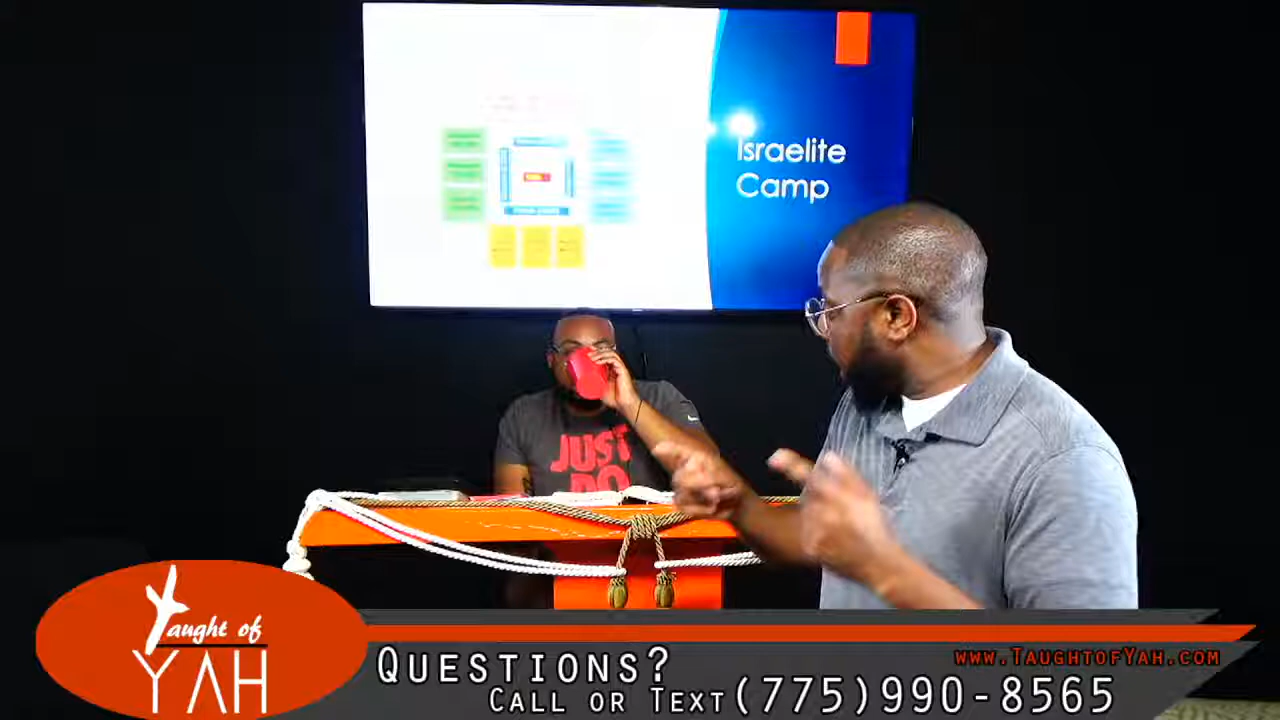 Israelite
Camp
JUST
DO
Taught of
YAH
QUESTIONS?
CALL OR TEXT (775)990-8565
WWW.TAUGHTOFYAH.COM